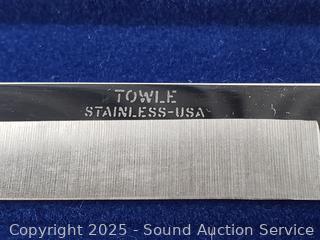 TOWLE
STAINLESS-USA
Copyright 2025 - Sound Auction Service